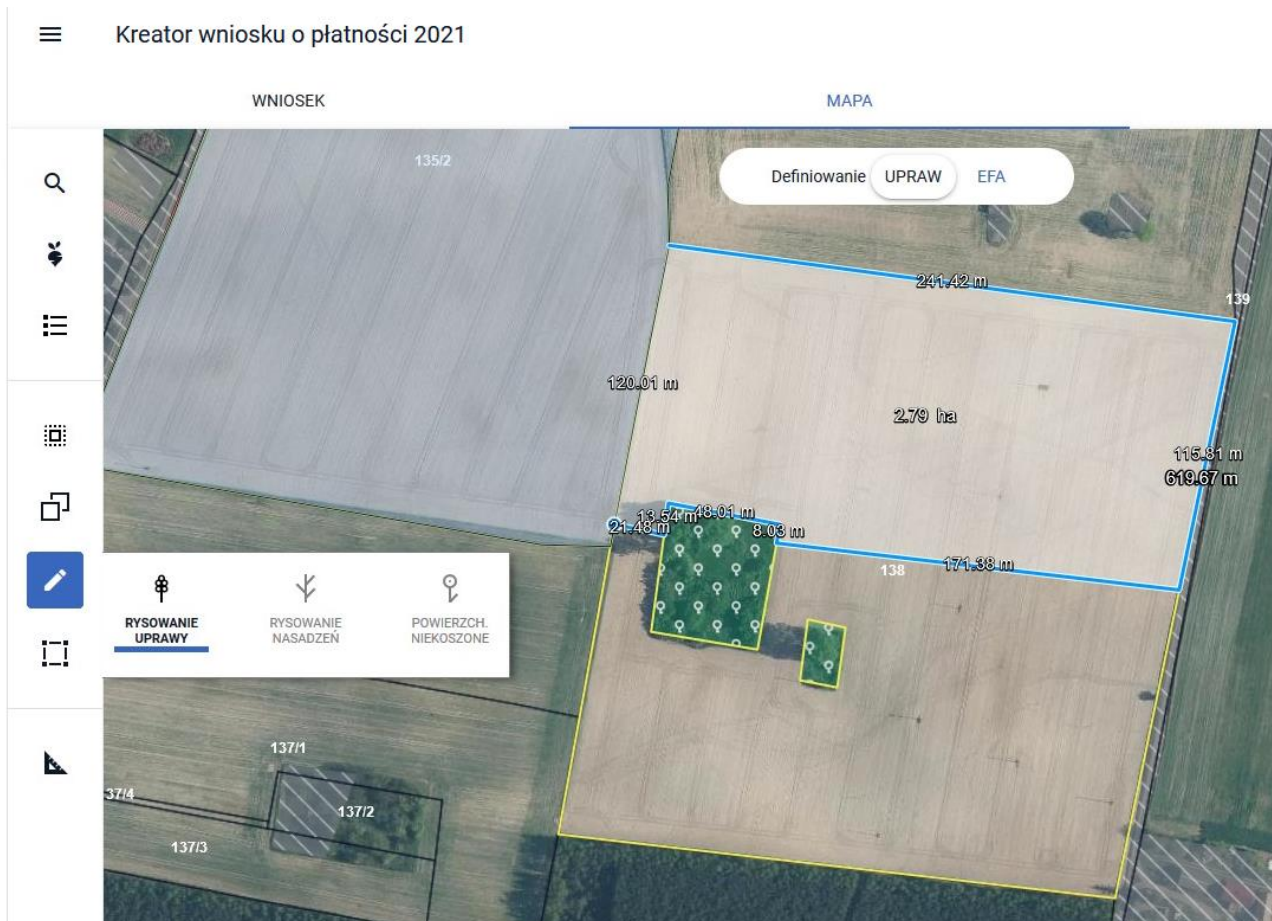 Kreator wniosku o płatności 2021
WNIOSEK
MAPA
135/2
Definiowanie UPRAW EFA
241.42 m
139
120.01 m
2.79 ha
115.81 m
619.67 m
13.54 m
48.01 m
21.48 m
8.03 m
138
171.38 m
RYSOWANIE
UPRAWY
RYSOWANIE
NASADZEŃ
POWIERZCH.
NIEKOSZONE
137/1
37/4
137/2
137/3